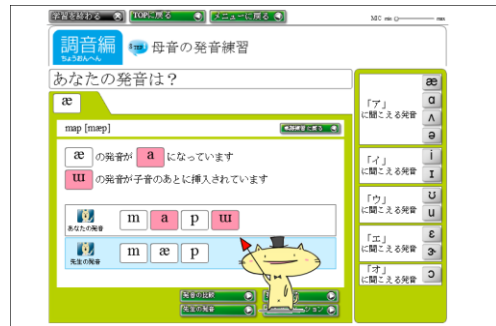 学習を終わる
TOPに戻る
メニューに戻る
MIC min
max
調音編
ちょうおんへん
母音の発音練習
あなたの発音は?
æ
map [mæp]
æ の発音が a になっています
ɯ の発音が子音のあとに挿入されています
あなたの発音
m a p ɯ
先生の発音
m æ p
発音の比較
先生の発音
「ア」
に聞こえる発音
æ
ɑ
ʌ
ə
「イ」
に聞こえる発音
i
ɪ
「ウ」
に聞こえる発音
ʊ
u
「エ」
に聞こえる発音
ɛ
ɝ
「オ」
に聞こえる発音
ɔ